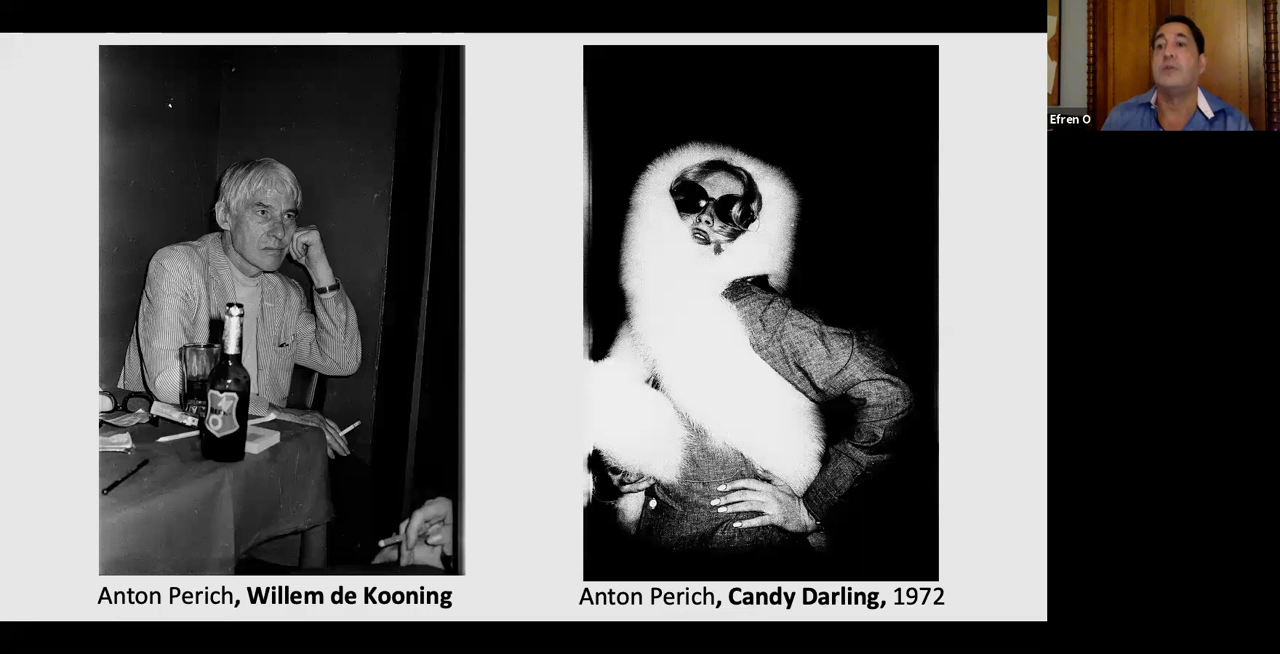 Efren O
Anton Perich, Willem de Kooning
Anton Perich, Candy Darling, 1972